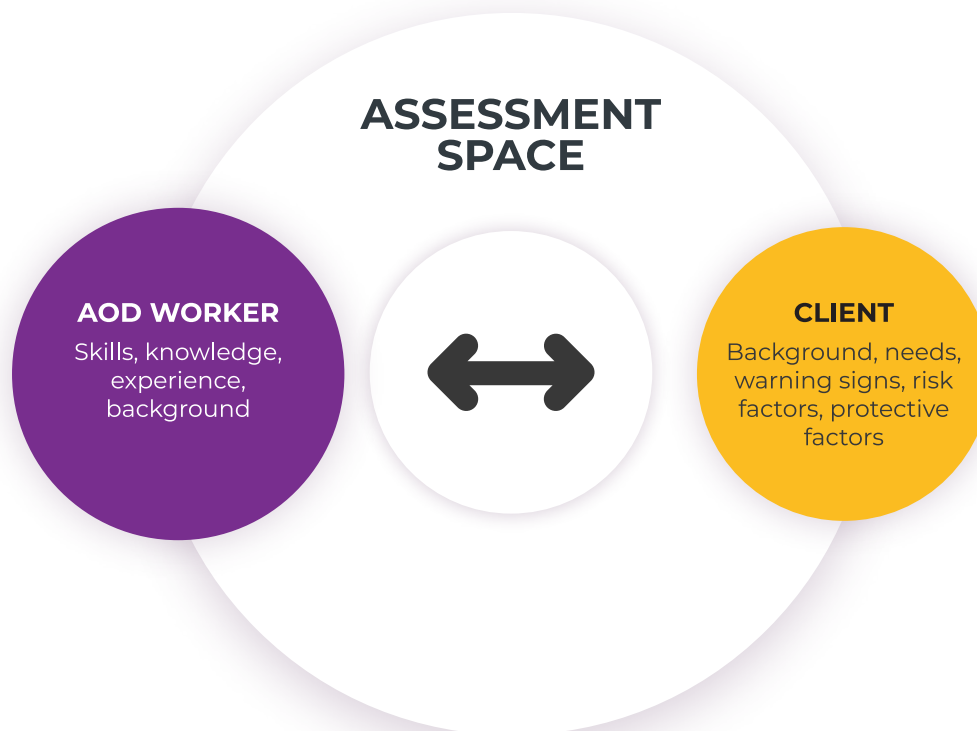 ASSESSMENT
SPACE
AOD WORKER
Skills, knowledge,
experience,
background
CLIENT
Background, needs,
warning signs, risk
factors, protective
factors